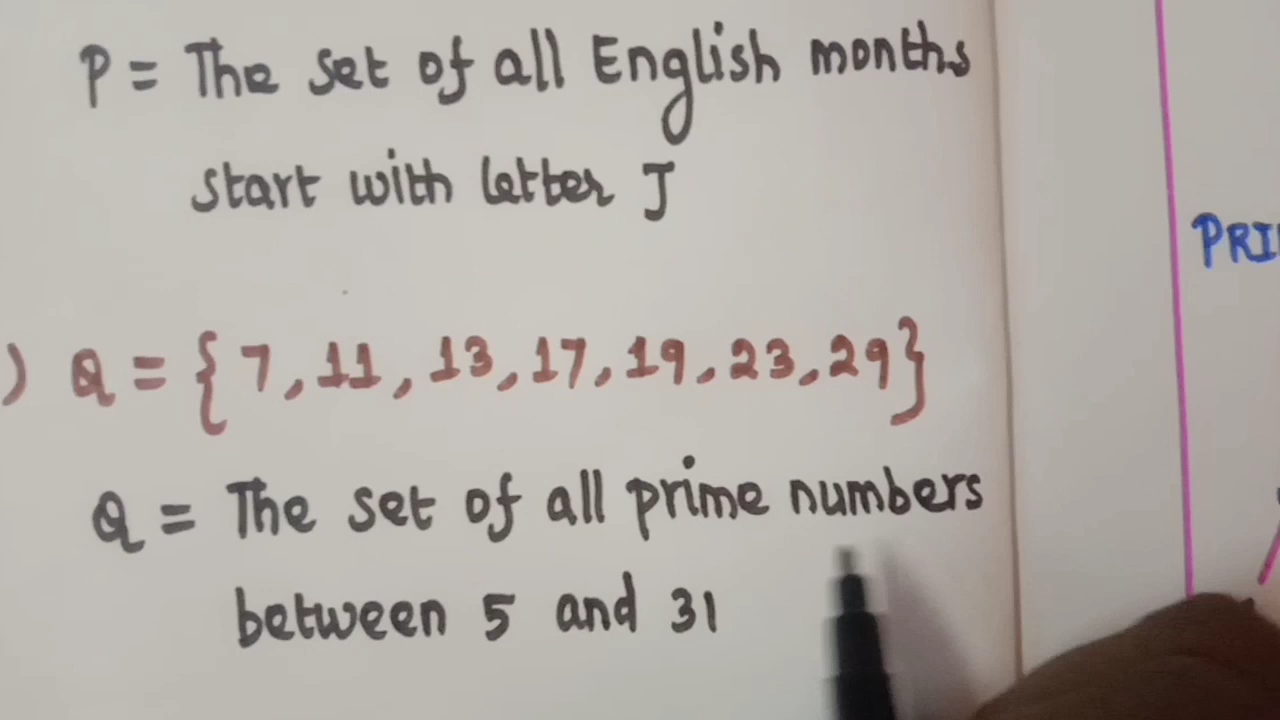 P = The set of all English months
start with letter J
) Q = {7, 11, 13, 17, 19, 23, 29}
Q = The set of all prime numbers
between 5 and 31